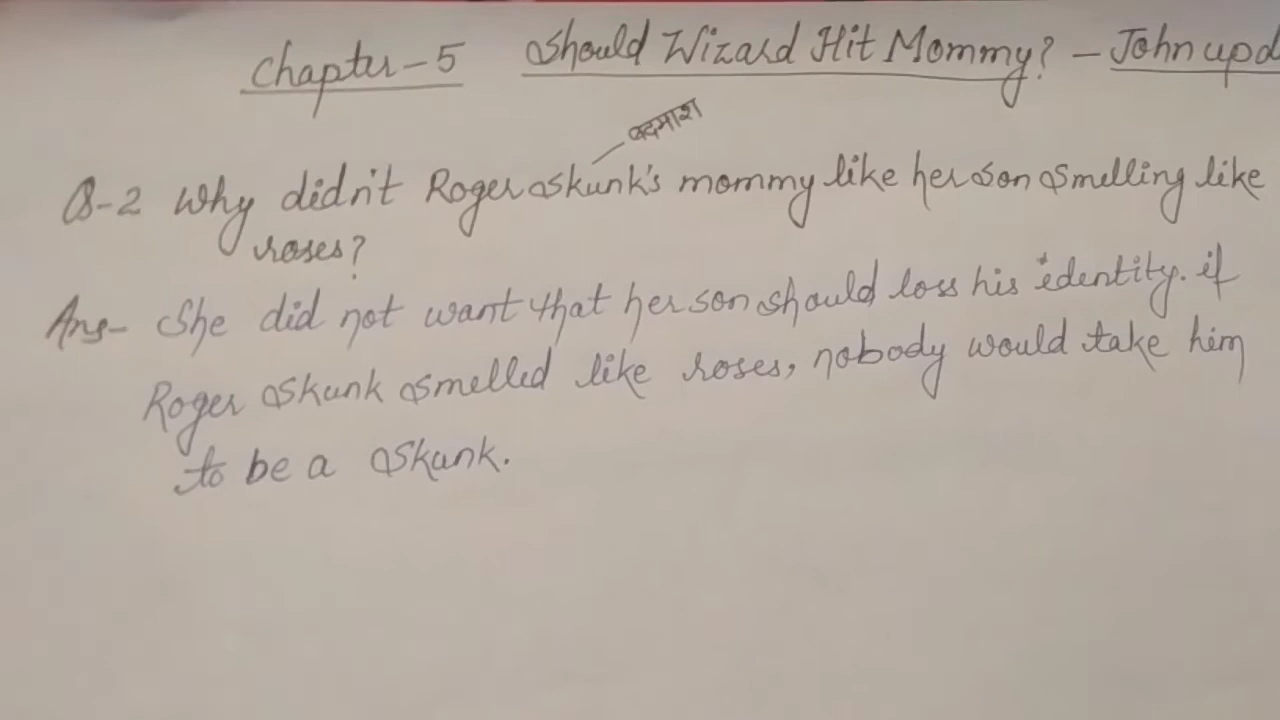 Chapter-5 Should Wizard Hit Mommy? - John upd
बदमाश
Q-2 Why didn't Roger Skunk's mommy like her son smelling like
roses?
Ans- She did not want that her son should loss his identity. if
Roger Skunk smelled like roses, nobody would take him
to be a Skunk.